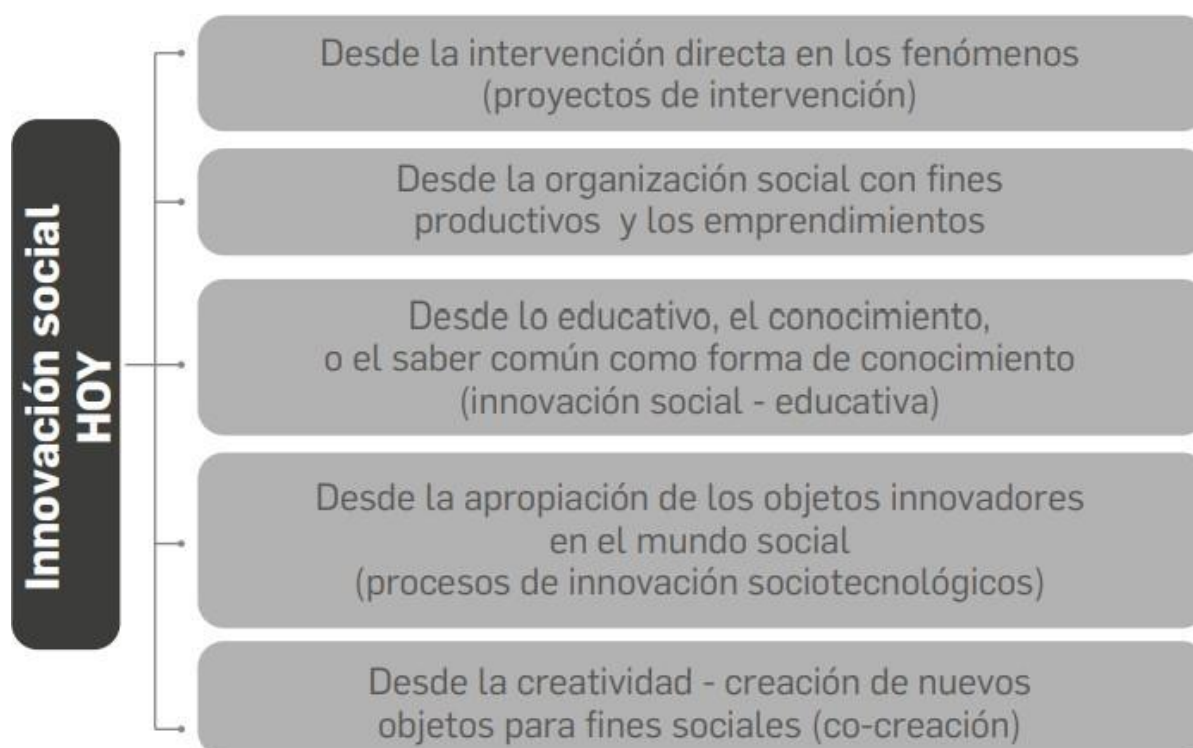 Innovación social
HOY
Desde la intervención directa en los fenómenos
(proyectos de intervención)
Desde la organización social con fines
productivos y los emprendimientos
Desde lo educativo, el conocimiento,
o el saber común como forma de conocimiento
(innovación social - educativa)
Desde la apropiación de los objetos innovadores
en el mundo social
(procesos de innovación sociotecnológicos)
Desde la creatividad - creación de nuevos
objetos para fines sociales (co-creación)